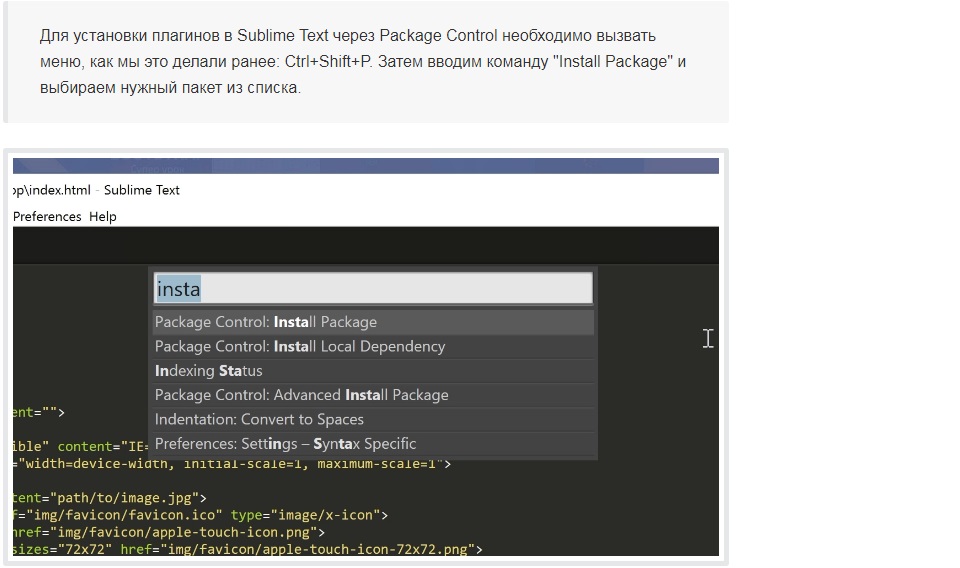 Для установки плагинов в Sublime Text через Package Control необходимо вызвать
меню, как мы это делали ранее: Ctrl+Shift+P. Затем вводим команду "Install Package" и
выбираем нужный пакет из списка.
op\index.html - Sublime Text
Preferences Help
insta
Package Control: Install Package
Package Control: Install Local Dependency
Indexing Status
Package Control: Advanced Install Package
Indentation: Convert to Spaces
Preferences: Settings – Syntax Specific
ent="">
ible" content="IE=
="width=device-width, initial-scale=1, maximum-scale=1">
tent="path/to/image.jpg">
f="img/favicon/favicon.ico" type="image/x-icon">
href="img/favicon/apple-touch-icon.png">
sizes="72x72" href="img/favicon/apple-touch-icon-72x72.png">